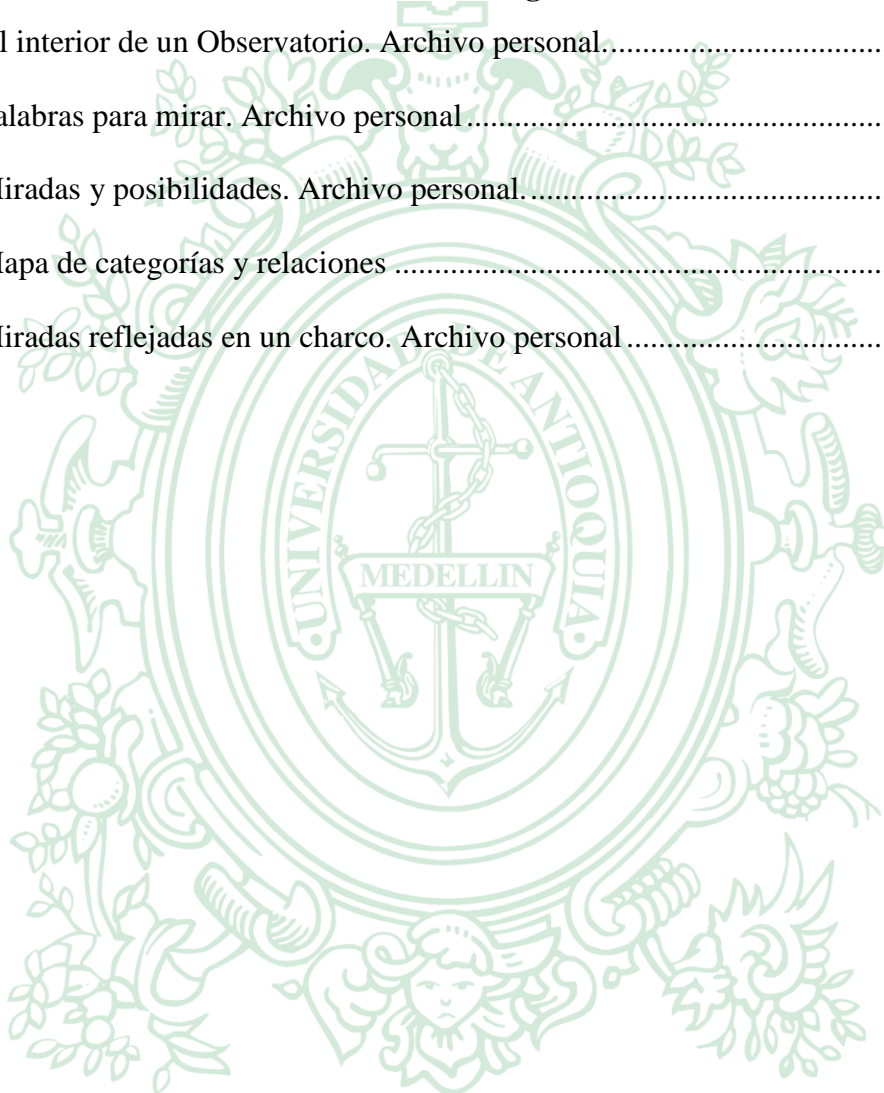 l interior de un Observatorio. Archivo personal.....................................
alabras para mirar. Archivo personal.....................................................
Miradas y posibilidades. Archivo personal.............................................
Mapa de categorías y relaciones..............................................................
Miradas reflejadas en un charco. Archivo personal................................
UNIVERSIDAD DE ANTIOQUIA
MEDELLIN